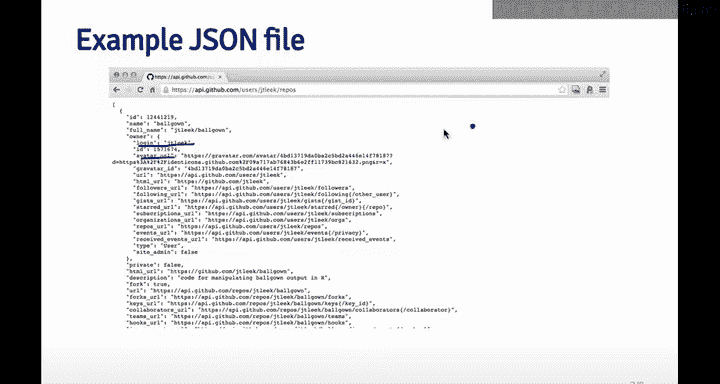 Example JSON file
https://api.github.com/users/jtleek/repos
[
{
"id": 12441219,
"name": "ballgown",
"full_name": "jtleek/ballgown",
"owner": {
"login": "jtleek",
"id": 1571674,
"avatar_url":
"gravatar_id":
"url": "https://api.github.com/users/jtleek",
"html_url": "https://github.com/jtleek",
"followers_url": "https://api.github.com/users/jtleek/followers",
"following_url": "https://api.github.com/users/jtleek/following{/other_user}",
"gists_url": "https://api.github.com/users/jtleek/gists{/gist_id}",
"starred_url": "https://api.github.com/users/jtleek/starred{/owner}{/repo}",
"subscriptions_url": "https://api.github.com/users/jtleek/subscriptions",
"organizations_url": "https://api.github.com/users/jtleek/orgs",
"repos_url": "https://api.github.com/users/jtleek/repos",
"events_url": "https://api.github.com/users/jtleek/events{/privacy}",
"received_events_url": "https://api.github.com/users/jtleek/received_events",
"type": "User",
"site_admin": false
},
"private": false,
"html_url": "https://github.com/jtleek/ballgown",
"description": "code for manipulating ballgown output in R",
"fork": true,
"url": "https://api.github.com/repos/jtleek/ballgown",
"forks_url": "https://api.github.com/repos/jtleek/ballgown/forks",
"keys_url": "https://api.github.com/repos/jtleek/ballgown/keys{/key_id}",
"collaborators_url": "https://api.github.com/repos/jtleek/ballgown/collaborators{/collaborator}",
"teams_url": "https://api.github.com/repos/jtleek/ballgown/teams",
"hooks_url": "https://api.github.com/repos/jtleek/ballgown/hooks",